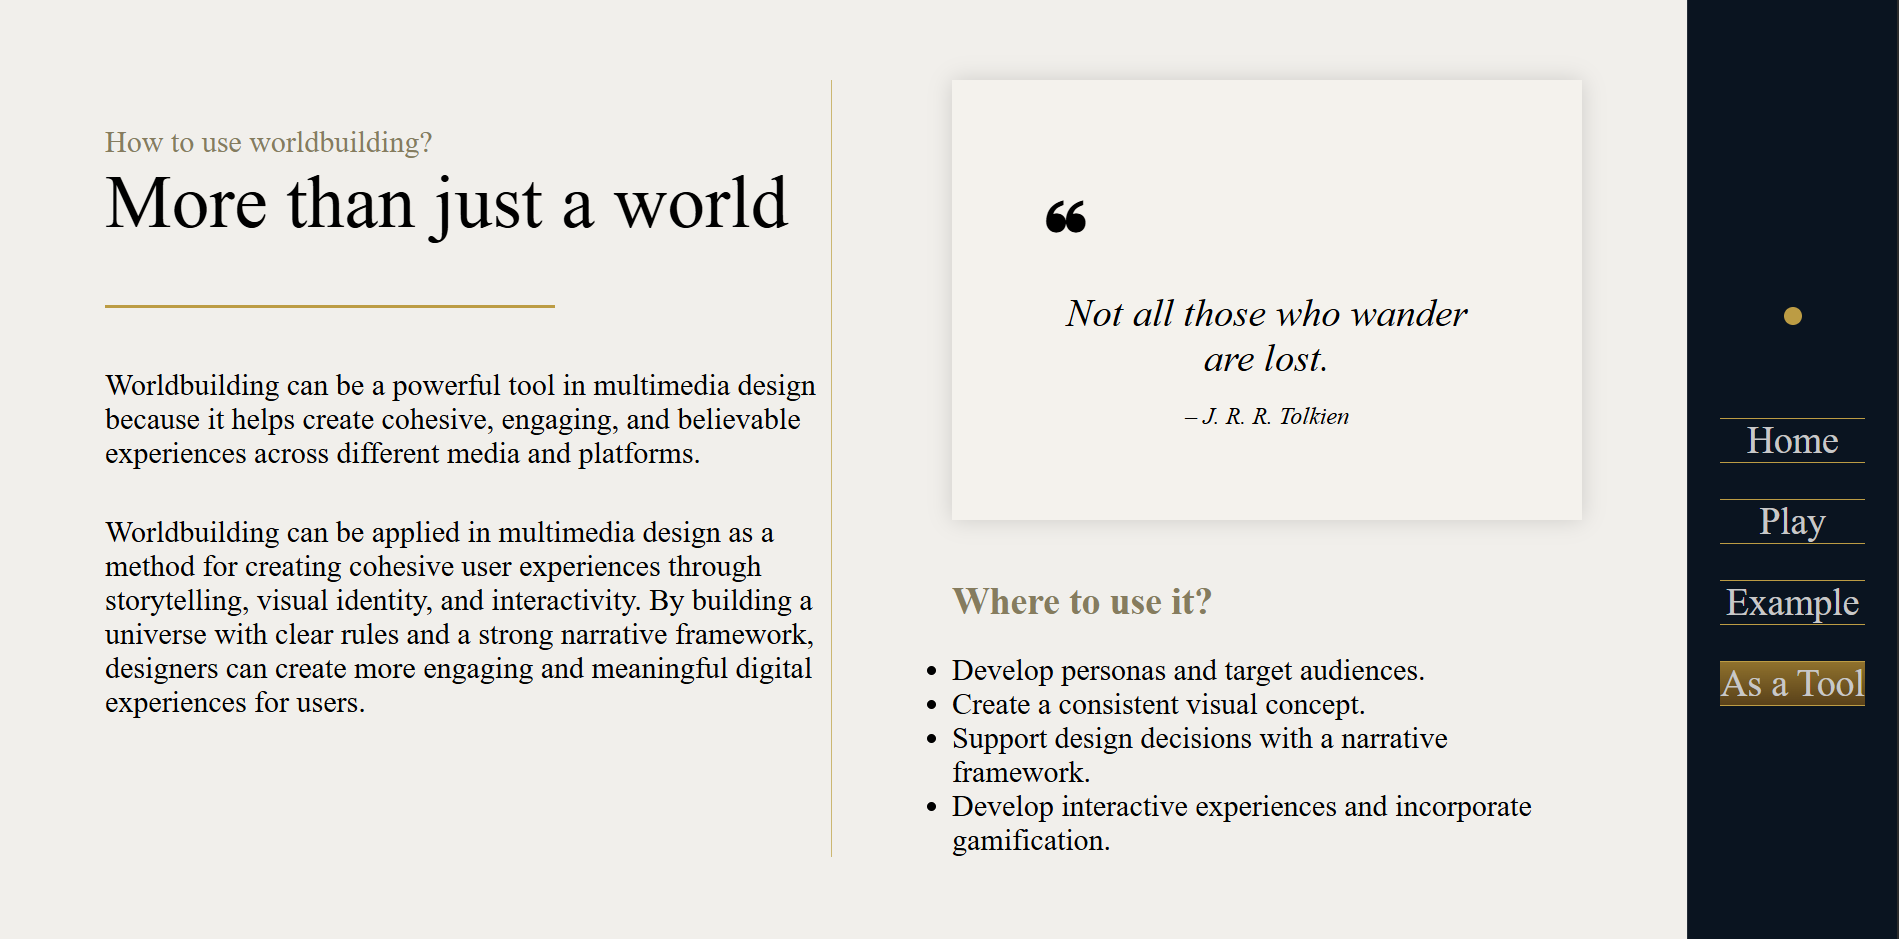 How to use worldbuilding?
More than just a world
Worldbuilding can be a powerful tool in multimedia design
because it helps create cohesive, engaging, and believable
experiences across different media and platforms.
Worldbuilding can be applied in multimedia design as a
method for creating cohesive user experiences through
storytelling, visual identity, and interactivity. By building a
universe with clear rules and a strong narrative framework,
designers can create more engaging and meaningful digital
experiences for users.
❝
Not all those who wander
are lost.
– J. R. R. Tolkien
Where to use it?
• Develop personas and target audiences.
• Create a consistent visual concept.
• Support design decisions with a narrative
framework.
• Develop interactive experiences and incorporate
gamification.
Home
Play
Example
As a Tool